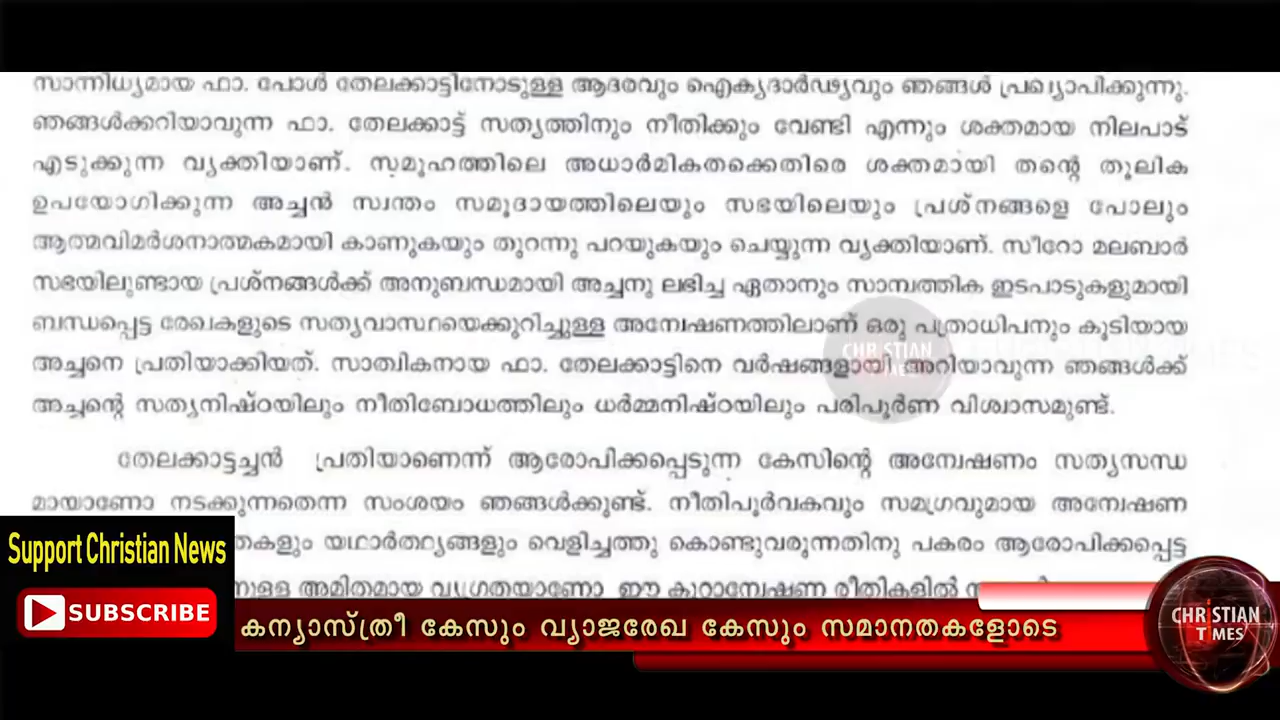 സാന്നിധ്യമായ ഫാ. പോൾ തേലക്കാട്ടിനോടുള്ള ആദരവും ഐക്യദാർഢ്യവും ഞങ്ങൾ പ്രഖ്യാപിക്കുന്നു.
ഞങ്ങൾക്കറിയാവുന്ന ഫാ. തേലക്കാട്ട് സത്യത്തിനും നീതിക്കും വേണ്ടി എന്നും ശക്തമായ നിലപാട്
എടുക്കുന്ന വ്യക്തിയാണ്. സമൂഹത്തിലെ അധാർമികതക്കെതിരെ ശക്തമായി തന്റെ തൂലിക
ഉപയോഗിക്കുന്ന അച്ചൻ സ്വന്തം സമൂദായത്തിലെയും സഭയിലെയും പ്രശ്നങ്ങളെ പോലും
ആത്മവിമർശനാത്മകമായി കാണുകയും തുറന്നു പറയുകയും ചെയ്യുന്ന വ്യക്തിയാണ്. സീറോ മലബാർ
സഭയിലുണ്ടായ പ്രശ്നങ്ങൾക്ക് അനുബന്ധമായി അച്ചനു ലഭിച്ച ഏതാനും സാമ്പത്തിക ഇടപാടുകളുമായി
ബന്ധപ്പെട്ട രേഖകളുടെ സത്യവാസ്ഥയെക്കുറിച്ചുള്ള അന്വേഷണത്തിലാണ് ഒരു പത്രാധിപനും കൂടിയായ
അച്ചനെ പ്രതിയാക്കിയത്. സാത്വികനായ ഫാ. തേലക്കാട്ടിനെ വർഷങ്ങളായി അറിയാവുന്ന ഞങ്ങൾക്ക്
അച്ചന്റെ സത്യനിഷ്ഠയിലും നീതിബോധത്തിലും ധർമ്മനിഷ്ഠയിലും പരിപൂർണ വിശ്വാസമുണ്ട്.
തേലക്കാട്ടച്ചൻ പ്രതിയാണെന്ന് ആരോപിക്കപ്പെടുന്ന കേസിന്റെ അന്വേഷണം സത്യസന്ധ
മായാണോ നടക്കുന്നതെന്ന സംശയം ഞങ്ങൾക്കുണ്ട്. നീതിപൂർവകവും സമഗ്രവുമായ അന്വേഷണ
യഥാർത്ഥ്യങ്ങളും വെളിച്ചത്തു കൊണ്ടുവരുന്നതിനു പകരം ആരോപിക്കപ്പെട്ട
അമിതമായ വ്യഗ്രതയാണോ ഈ കുറ്റാന്വേഷണ രീതികളിൽ
CHRISTIAN TIMES
Support Christian News
SUBSCRIBE
കന്യാസ്ത്രീ കേസും വ്യാജരേഖ കേസും സമാനതകളോടെ
CHRISTIAN
TIMES